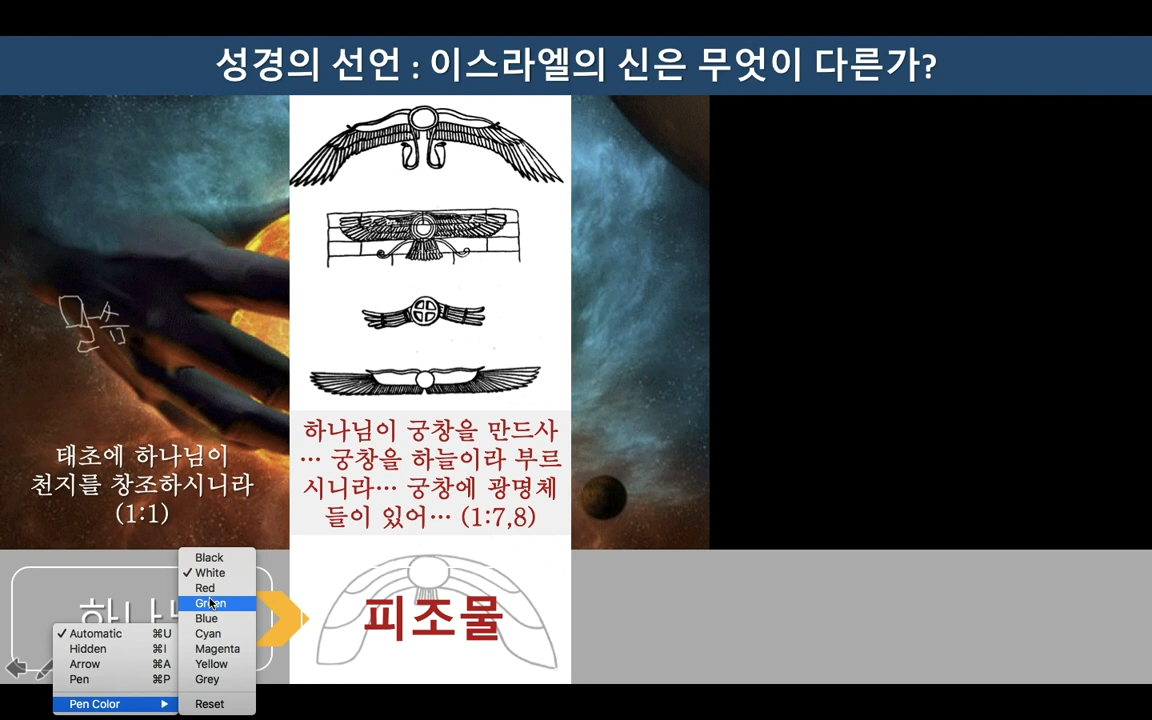 성경의 선언 : 이스라엘의 신은 무엇이 다른가?
말씀
태초에 하나님이
천지를 창조하시니라
(1:1)
하나님이 궁창을 만드사
… 궁창을 하늘이라 부르
시니라… 궁창에 광명체
들이 있어… (1:7,8)
피조물
Automatic ⌘U
Hidden ⌘I
Arrow ⌘A
Pen ⌘P
Pen Color
Black
White
Red
Green
Blue
Cyan
Magenta
Yellow
Grey
Reset